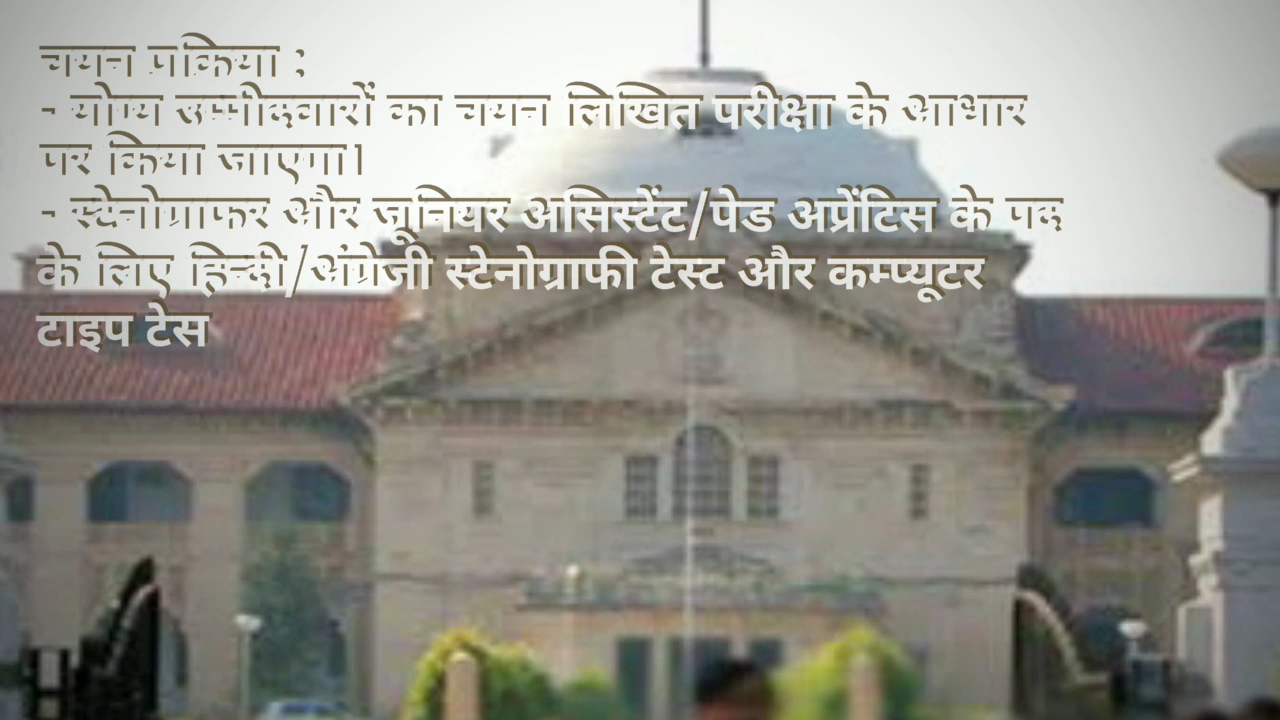 चयन प्रक्रिया :
- योग्य उम्मीदवारों का चयन लिखित परीक्षा के आधार
पर किया जाएगा।
- स्टेनोग्राफर और जूनियर असिस्टेंट/पेड अप्रेंटिस के पद
के लिए हिन्दी/अंग्रेजी स्टेनोग्राफी टेस्ट और कम्प्यूटर
टाइप टेस